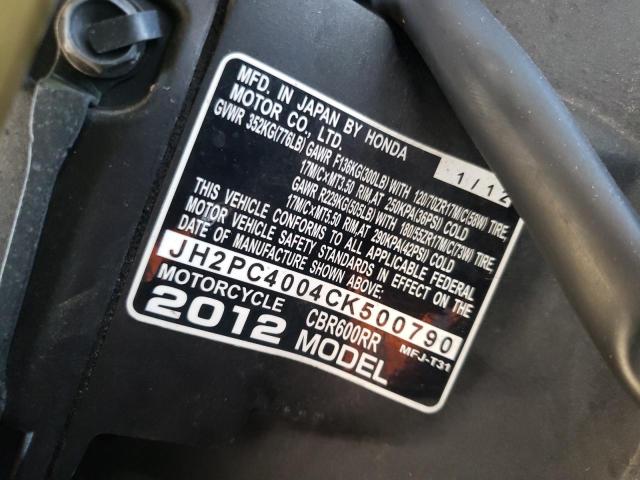 MFD. IN JAPAN BY HONDA
MOTOR CO., LTD. 1/12
GVWR 352KG(776LB) GAWR F136KG(300LB) WITH 120/70ZR17M/C(58W) TIRE,
17M/C×MT3.50 RIM,AT 250KPA(36PSI) COLD
GAWR R229KG(505LB) WITH 180/55ZR17M/C(73W) TIRE,
17M/C×MT5.50 RIM,AT 290KPA(42PSI) COLD
THIS VEHICLE CONFORMS TO ALL APPLICABLE FEDERAL
MOTOR VEHICLE SAFETY STANDARDS IN EFFECT ON THE
DATE OF MANUFACTURE SHOWN ABOVE:
JH2PC4004CK500790
MOTORCYCLE CBR600RR MFJ-T31
2012 MODEL